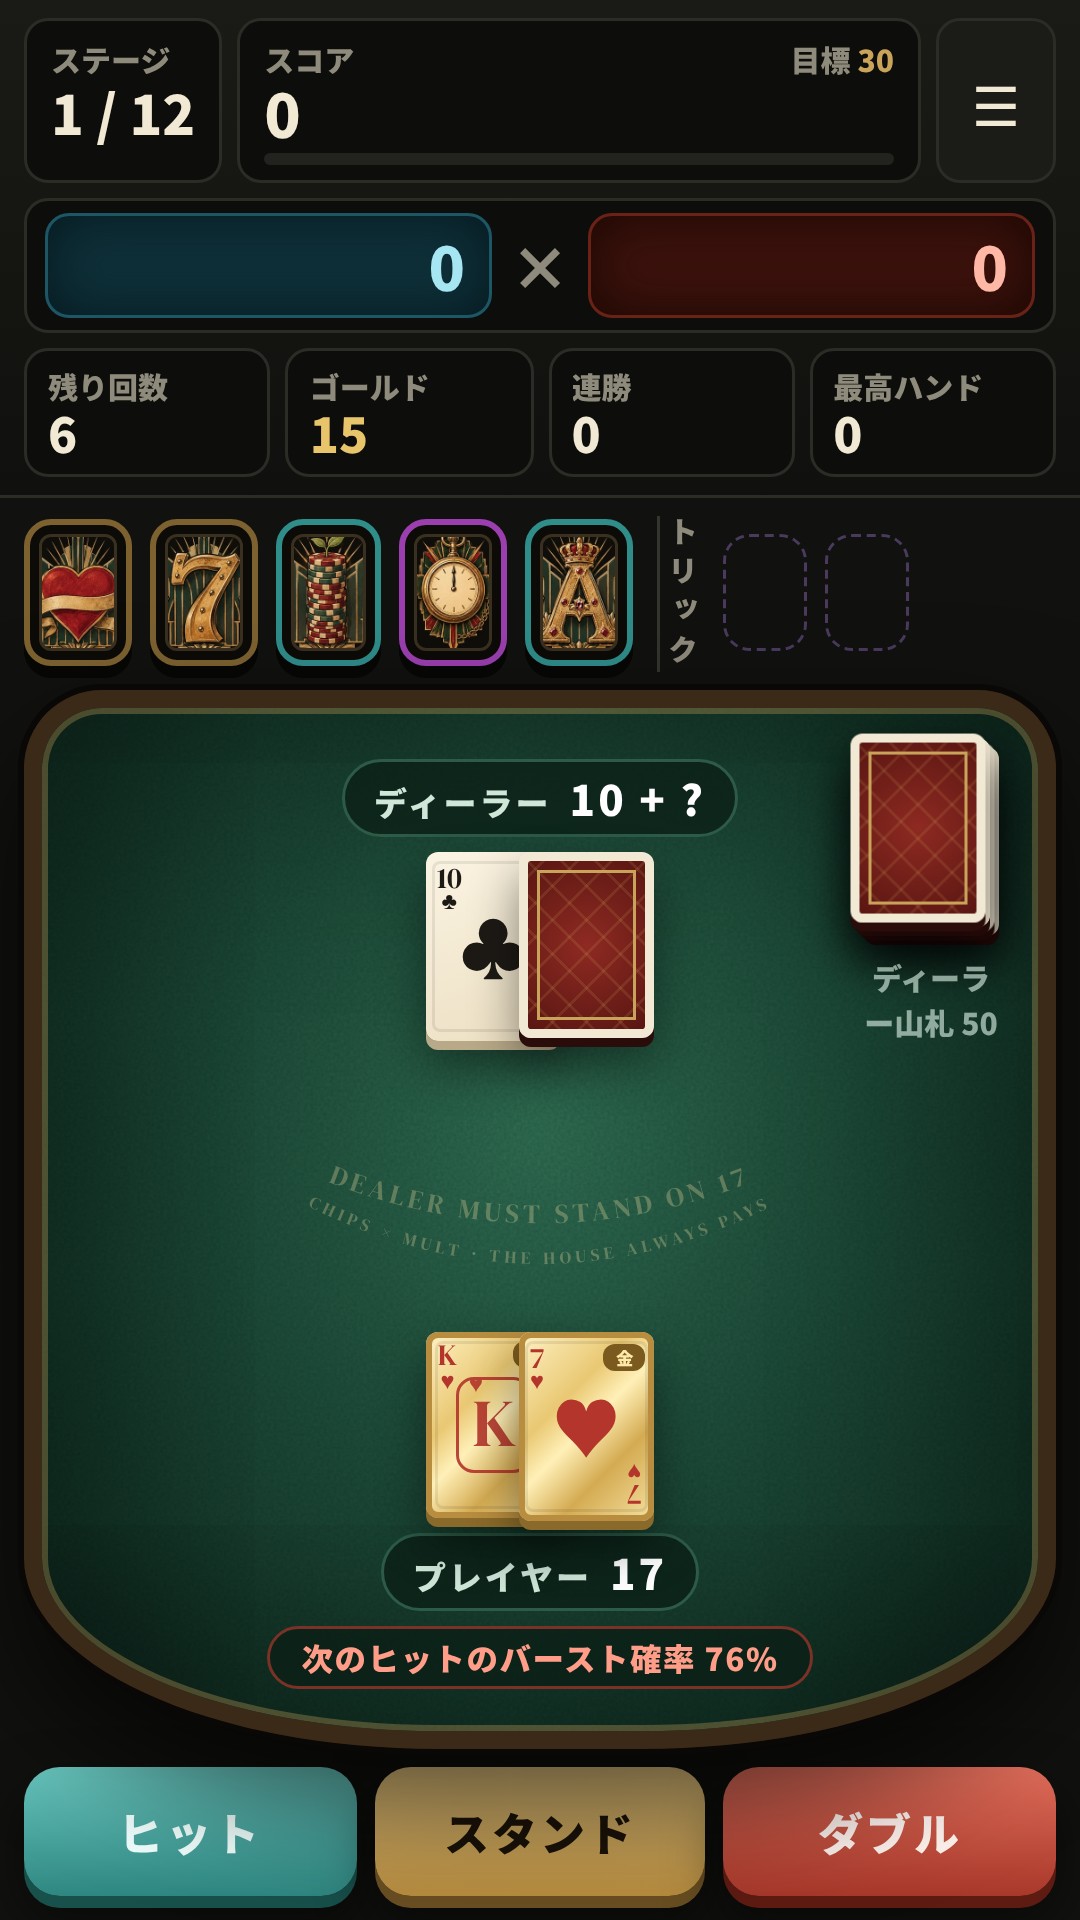 ステージ
1 / 12
スコア
目標 30
0
☰
0 × 0
残り回数
6
ゴールド
15
連勝
0
最高ハンド
0
7
A
トリック
ディーラー 10 + ?
10
♣
ディーラ
ー山札 50
DEALER MUST STAND ON 17
CHIPS × MULT · THE HOUSE ALWAYS PAYS
K
♥
K
7
♥
金
7
プレイヤー 17
次のヒットのバースト確率 76%
ヒット
スタンド
ダブル